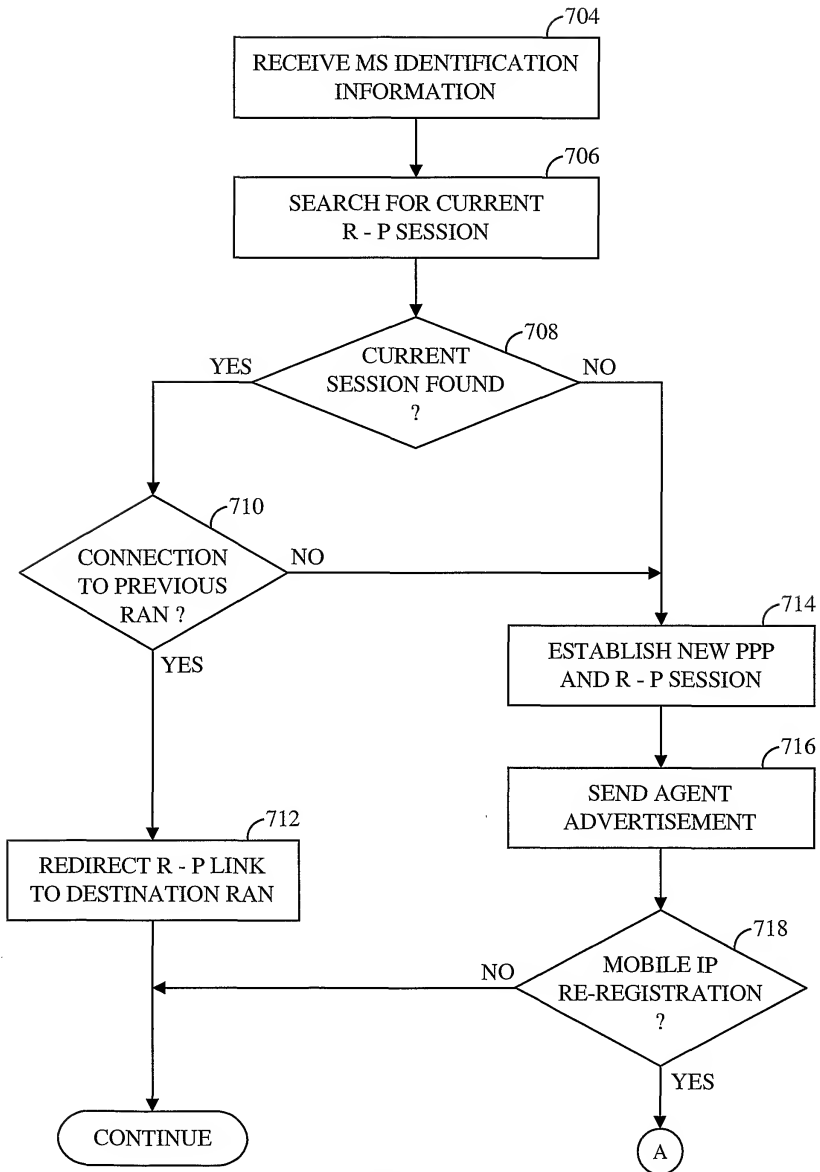 704
RECEIVE MS IDENTIFICATION
INFORMATION
706
SEARCH FOR CURRENT
R - P SESSION
708
CURRENT
SESSION FOUND
?
YES
NO
710
CONNECTION
TO PREVIOUS
RAN ?
NO
YES
714
ESTABLISH NEW PPP
AND R - P SESSION
716
SEND AGENT
ADVERTISEMENT
712
REDIRECT R - P LINK
TO DESTINATION RAN
718
MOBILE IP
RE-REGISTRATION
?
NO
YES
CONTINUE
A